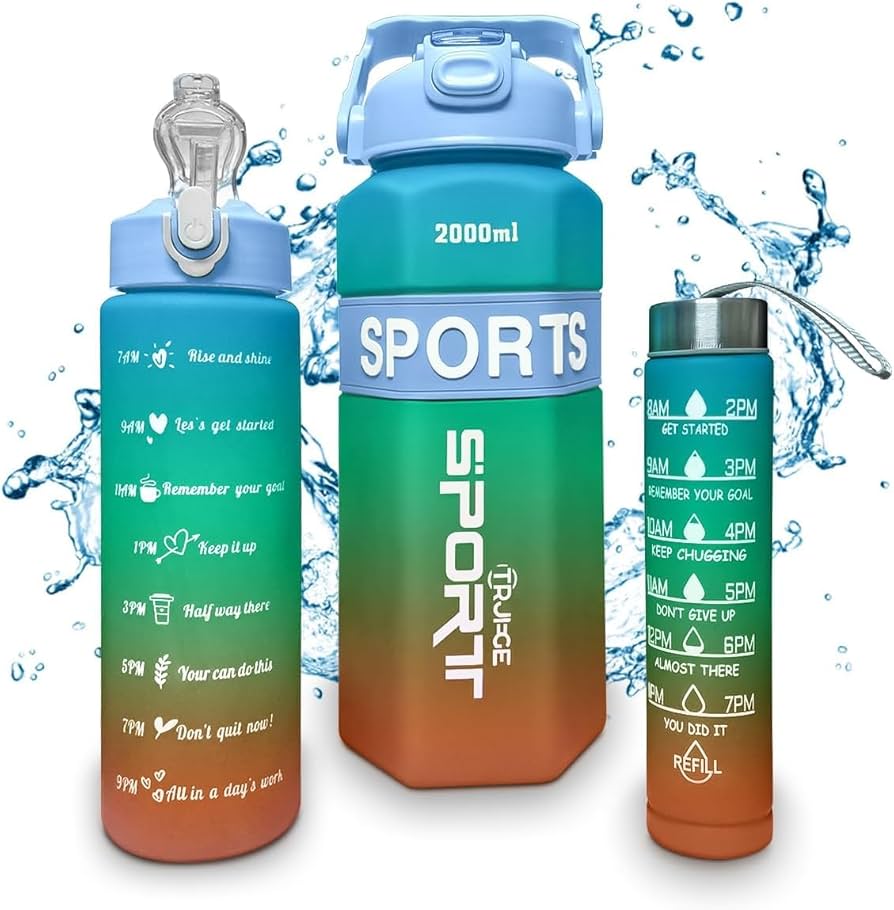 7AM Rise and shine
9AM Les's get started
11AM Remember your goal
1PM Keep it up
3PM Half way there
5PM Your can do this
7PM Don't quit now!
9PM All in a day's work
2000ml
SPORTS
SPORT
TRJFGE
8AM 2PM
GET STARTED
9AM 3PM
REMEMBER YOUR GOAL
10AM 4PM
KEEP CHUGGING
11AM 5PM
DON'T GIVE UP
12PM 6PM
ALMOST THERE
1PM 7PM
YOU DID IT
REFILL